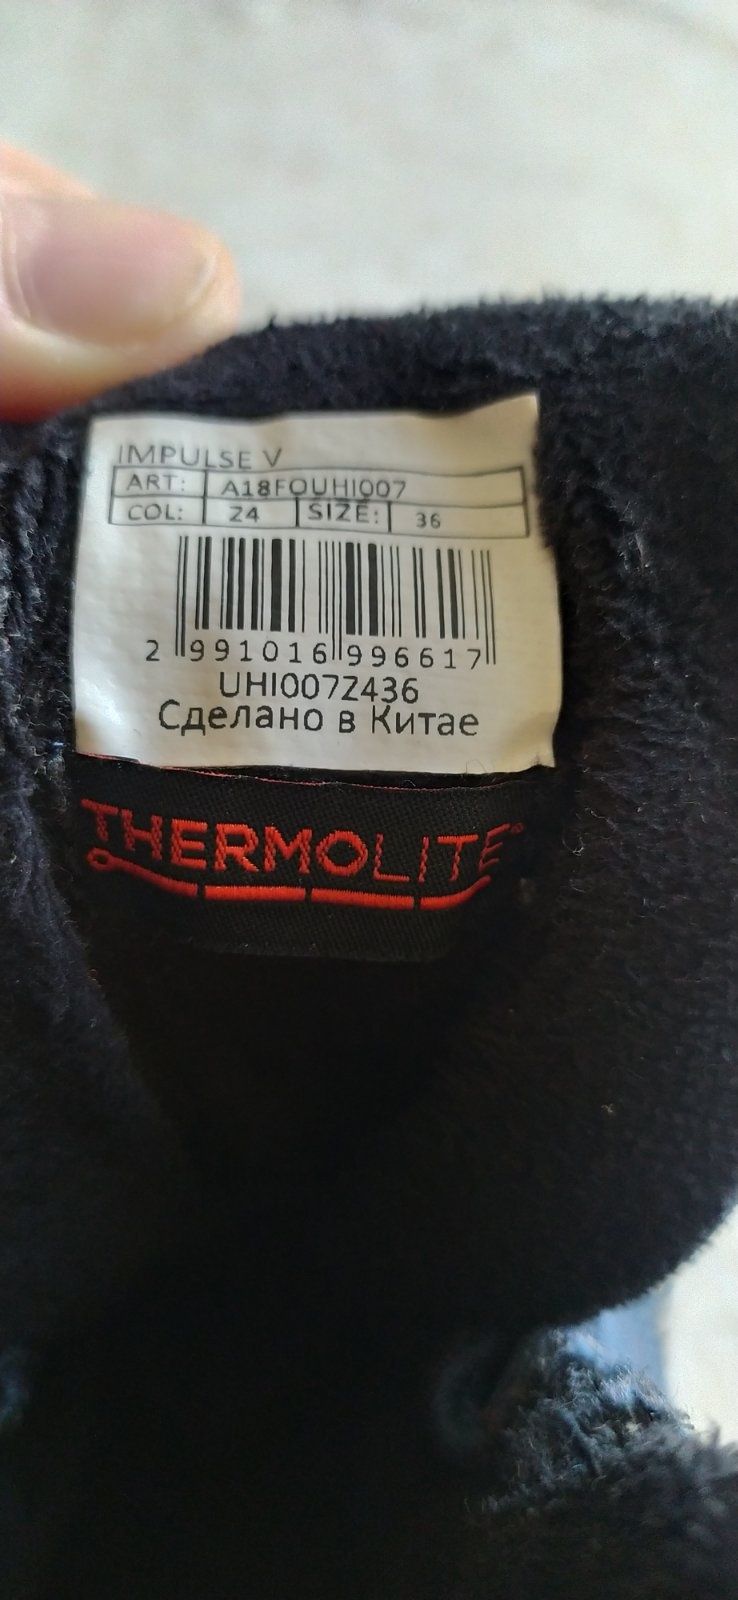 IMPULSE V
ART: A18FOUHI007
COL: 24 SIZE: 36
2 991016 996617
UHI007Z436
Сделано в Китае
THERMOLITE®